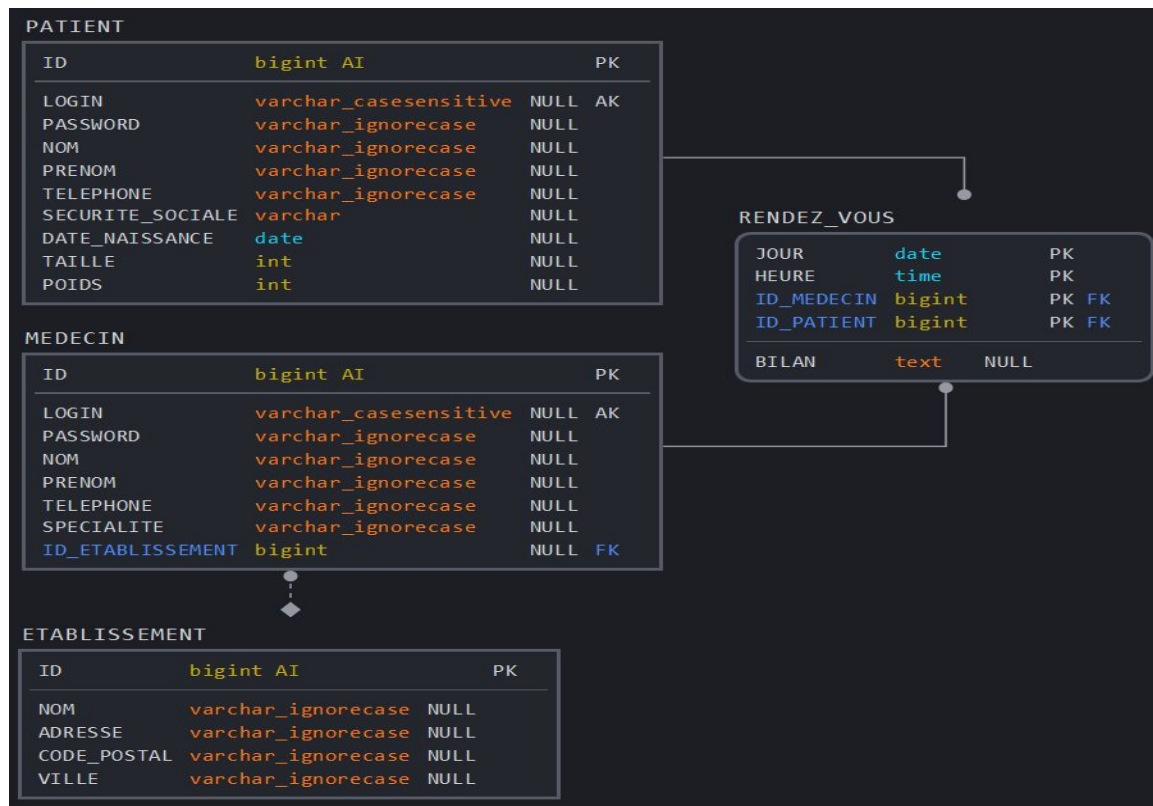 PATIENT
ID bigint AI PK
LOGIN varchar_casesensitive NULL AK
PASSWORD varchar_ignorecase NULL
NOM varchar_ignorecase NULL
PRENOM varchar_ignorecase NULL
TELEPHONE varchar_ignorecase NULL
SECURITE_SOCIALE varchar NULL
DATE_NAISSANCE date NULL
TAILLE int NULL
POIDS int NULL
RENDEZ_VOUS
JOUR date PK
HEURE time PK
ID_MEDECIN bigint PK FK
ID_PATIENT bigint PK FK
BILAN text NULL
MEDECIN
ID bigint AI PK
LOGIN varchar_casesensitive NULL AK
PASSWORD varchar_ignorecase NULL
NOM varchar_ignorecase NULL
PRENOM varchar_ignorecase NULL
TELEPHONE varchar_ignorecase NULL
SPECIALITE varchar_ignorecase NULL
ID_ETABLISSEMENT bigint NULL FK
ETABLISSEMENT
ID bigint AI PK
NOM varchar_ignorecase NULL
ADRESSE varchar_ignorecase NULL
CODE_POSTAL varchar_ignorecase NULL
VILLE varchar_ignorecase NULL